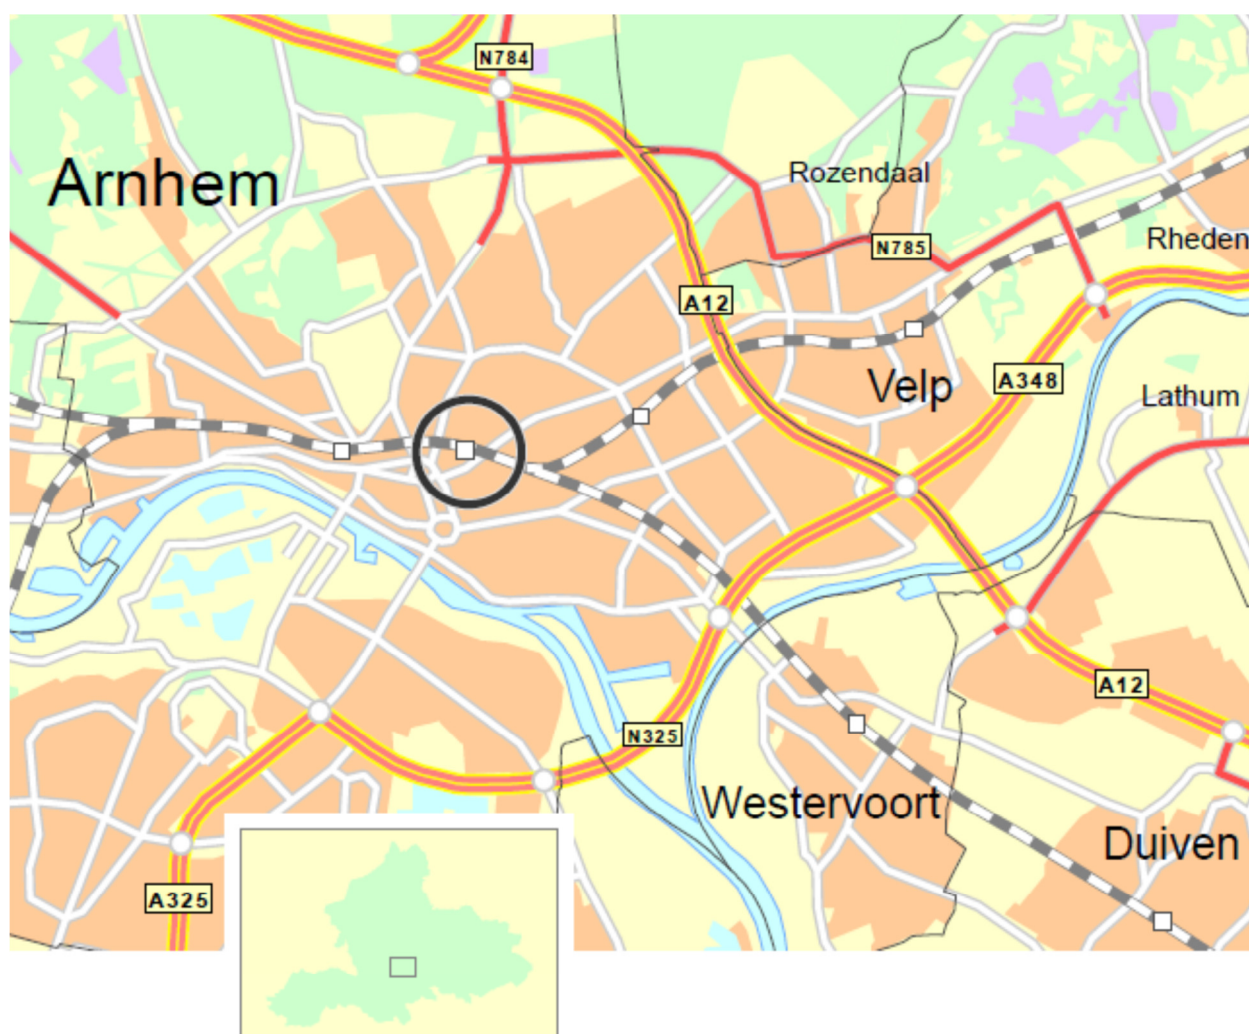 N784
Arnhem
Rozendaal
N785
Rheden
A12
A348
Velp
Lathum
A12
N325
Westervoort
Duiven
A325